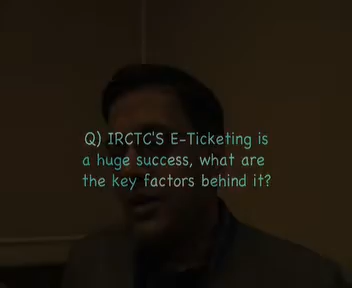 Q) IRCTC'S E-Ticketing is
a huge success, what are
the key factors behind it?